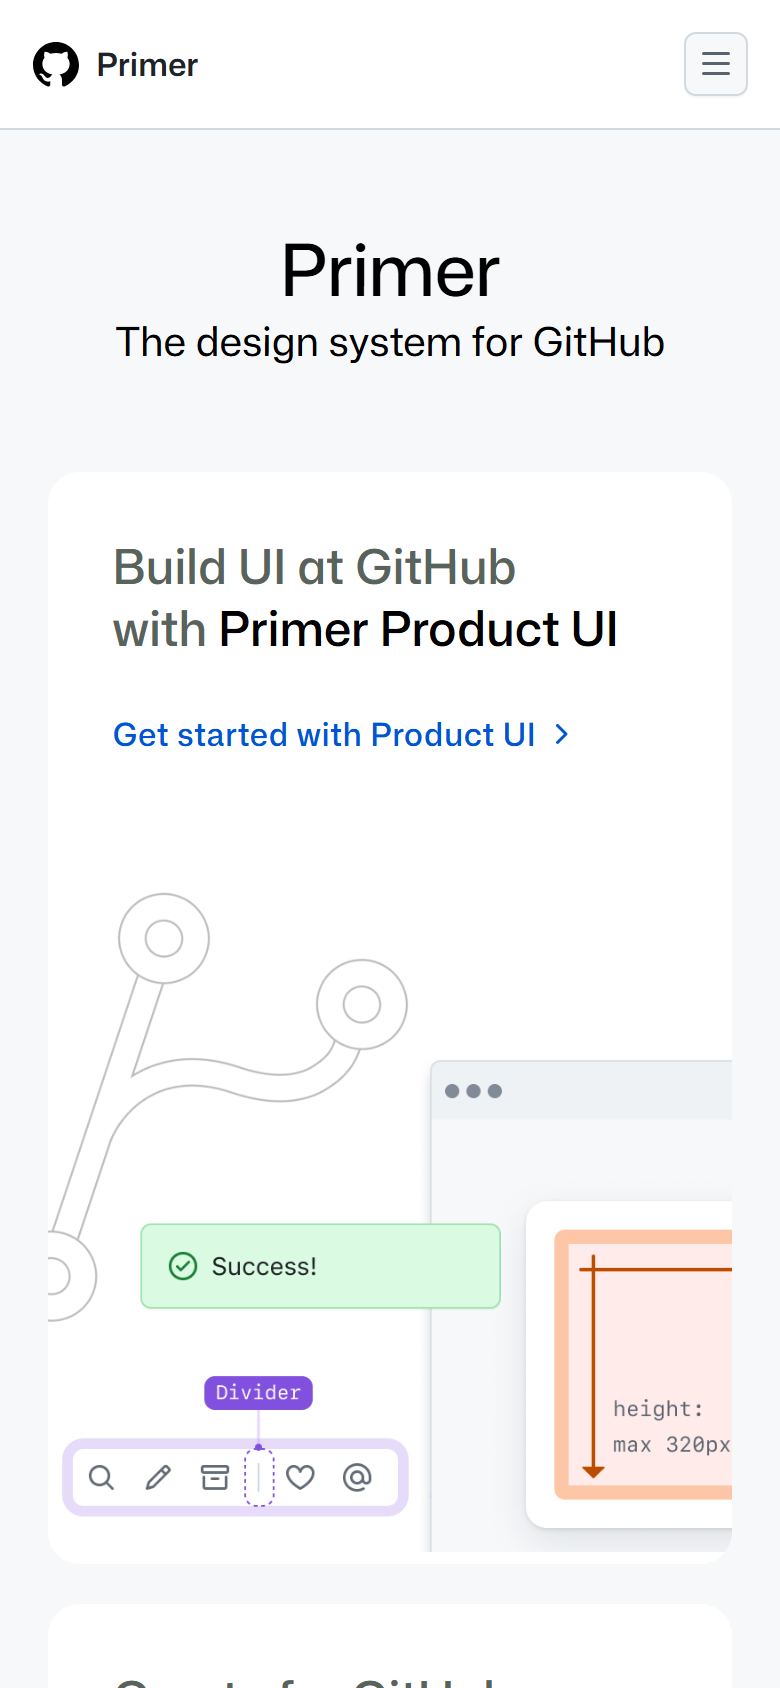 Primer
Primer
The design system for GitHub
Build UI at GitHub
with Primer Product UI
Get started with Product UI
Success!
Divider
height:
max 320px